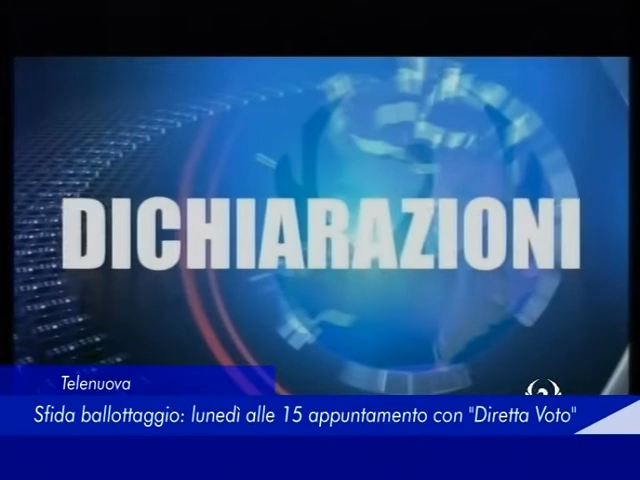 DICHIARAZIONI
Telenuova
Sfida ballottaggio: lunedì alle 15 appuntamento con "Diretta Voto"